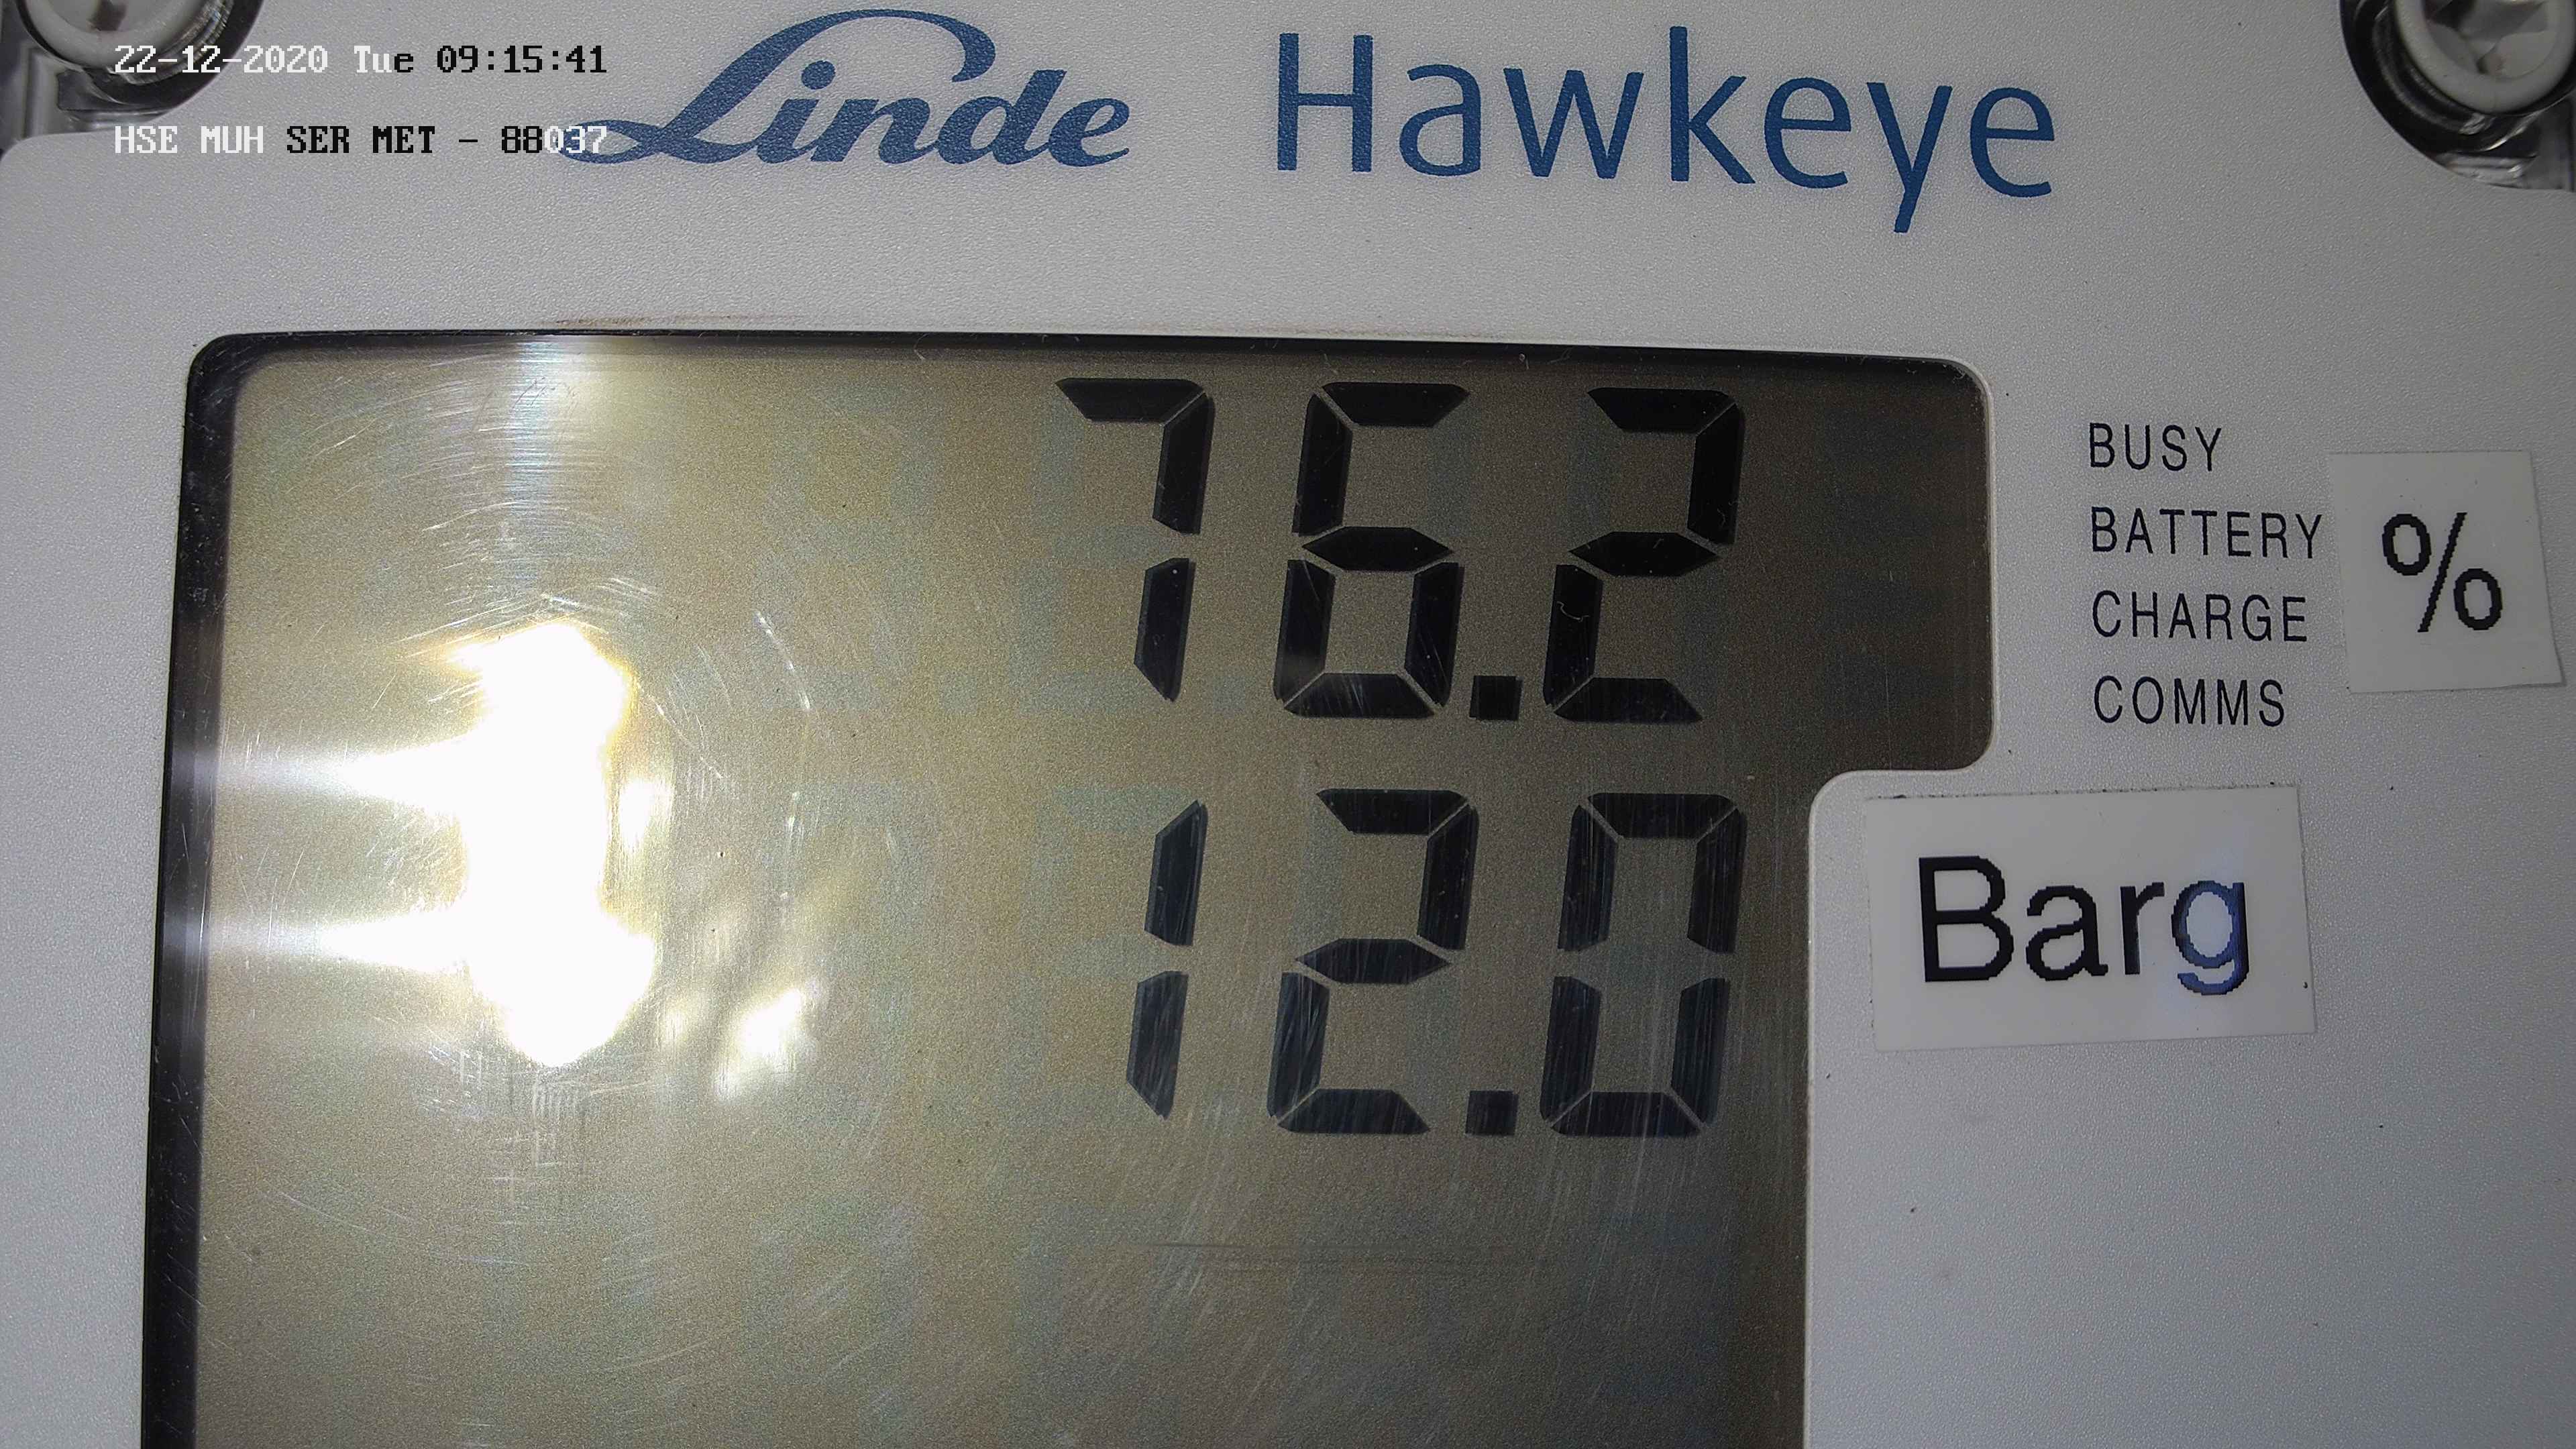 22-12-2020 Tue 09:15:41
HSE MUH SER MET - 88037
Linde Hawkeye
76.2
BUSY
BATTERY
CHARGE
COMMS
%
12.0
Barg